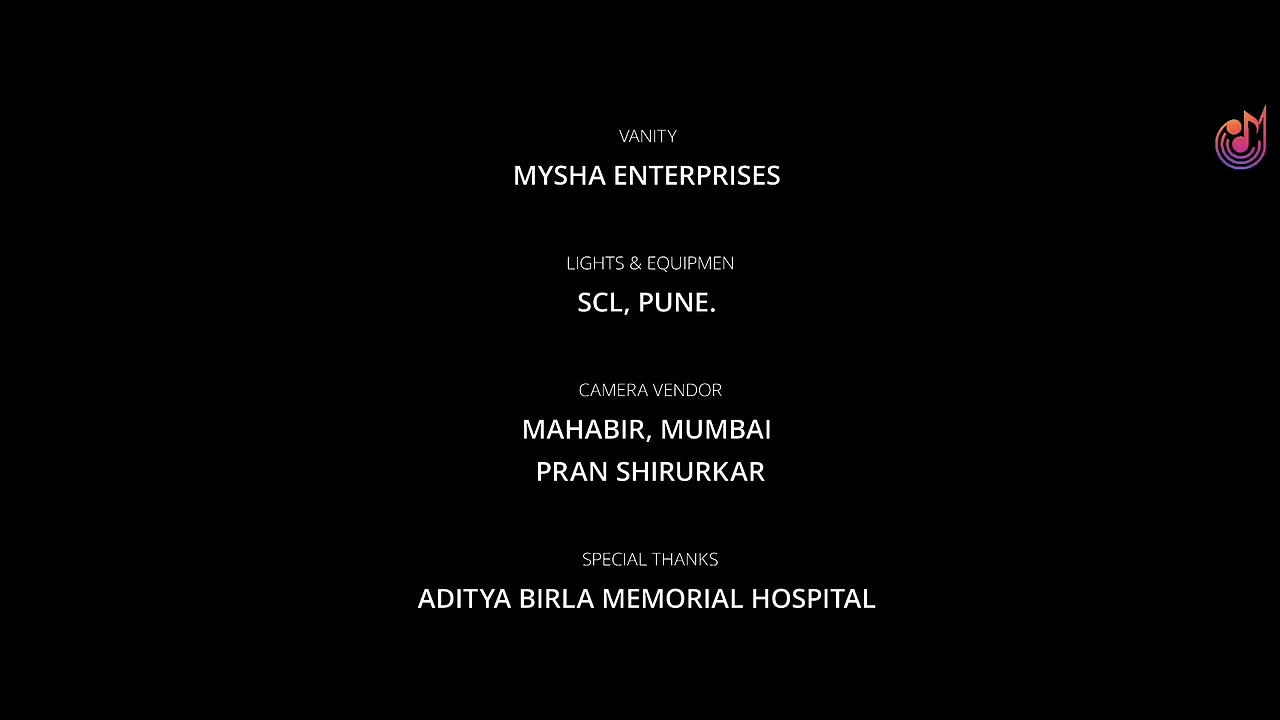 VANITY
MYSHA ENTERPRISES
LIGHTS & EQUIPMEN
SCL, PUNE.
CAMERA VENDOR
MAHABIR, MUMBAI
PRAN SHIRURKAR
SPECIAL THANKS
ADITYA BIRLA MEMORIAL HOSPITAL